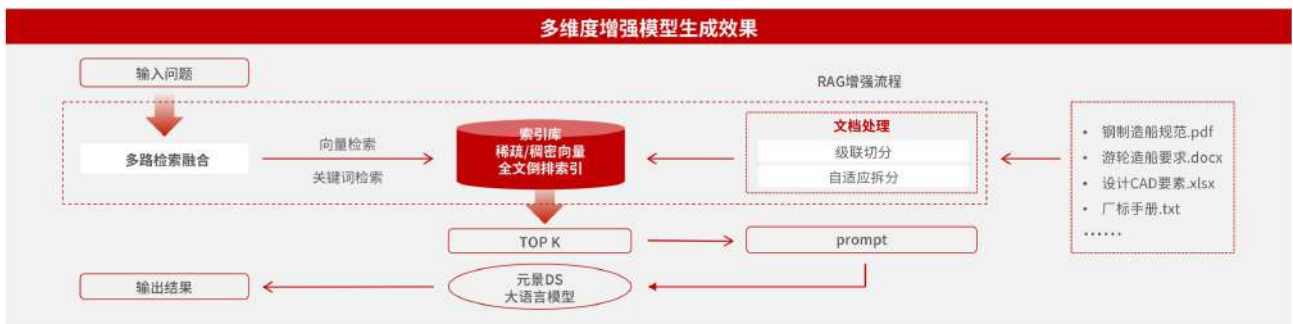 多维度增强模型生成效果
输入问题
RAG增强流程
多路检索融合
向量检索
关键词检索
索引库
稀疏/稠密向量
全文倒排索引
文档处理
级联切分
自适应拆分
• 钢制造船规范.pdf
• 游轮造船要求.docx
• 设计CAD要素.xlsx
• 厂标手册.txt
……
TOP K
prompt
元景DS
大语言模型
输出结果